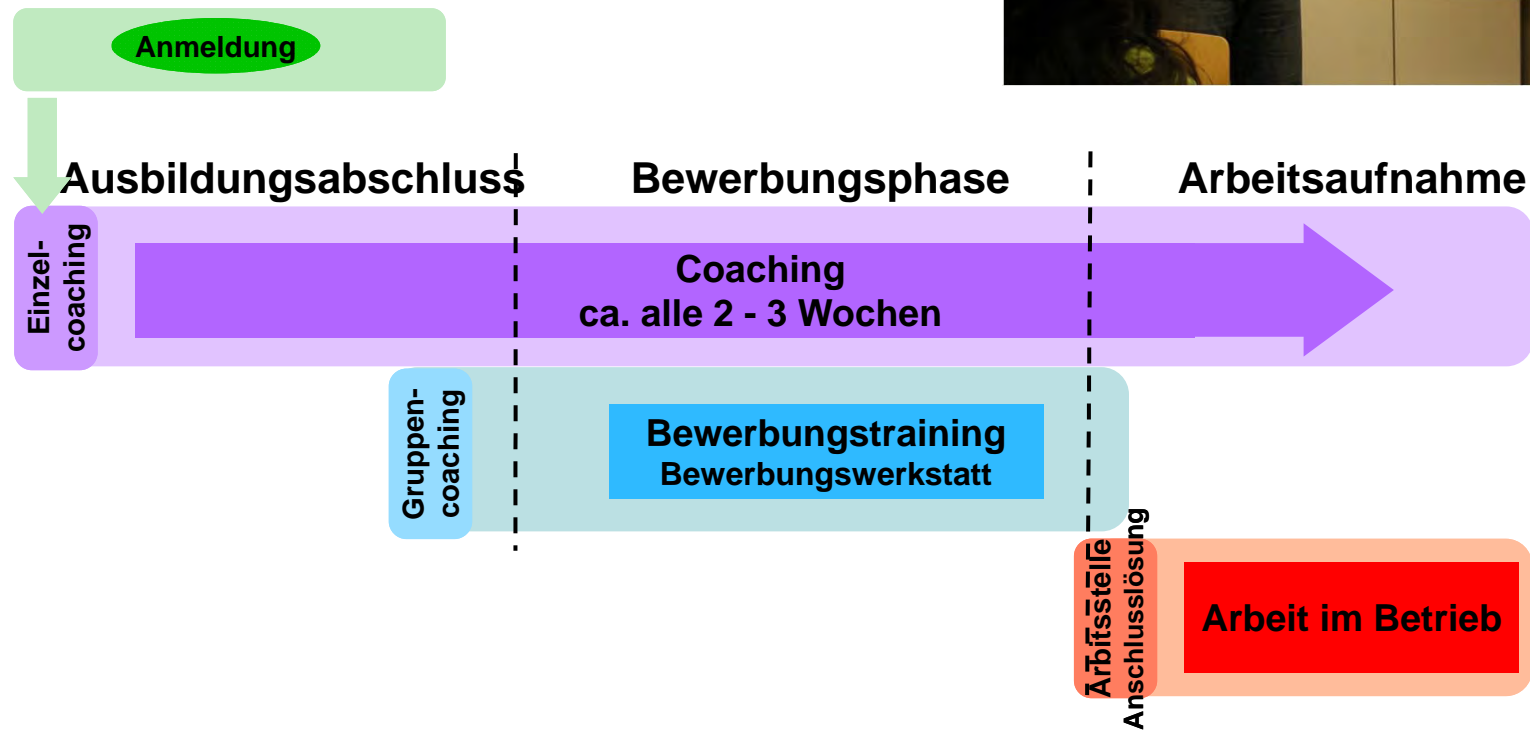 Anmeldung
Ausbildungsabschluss
Bewerbungsphase
Arbeitsaufnahme
Einzel-
coaching
Coaching
ca. alle 2 - 3 Wochen
Gruppen-
coaching
Bewerbungstraining
Bewerbungswerkstatt
Arbitsstelle
Anschlusslösung
Arbeit im Betrieb